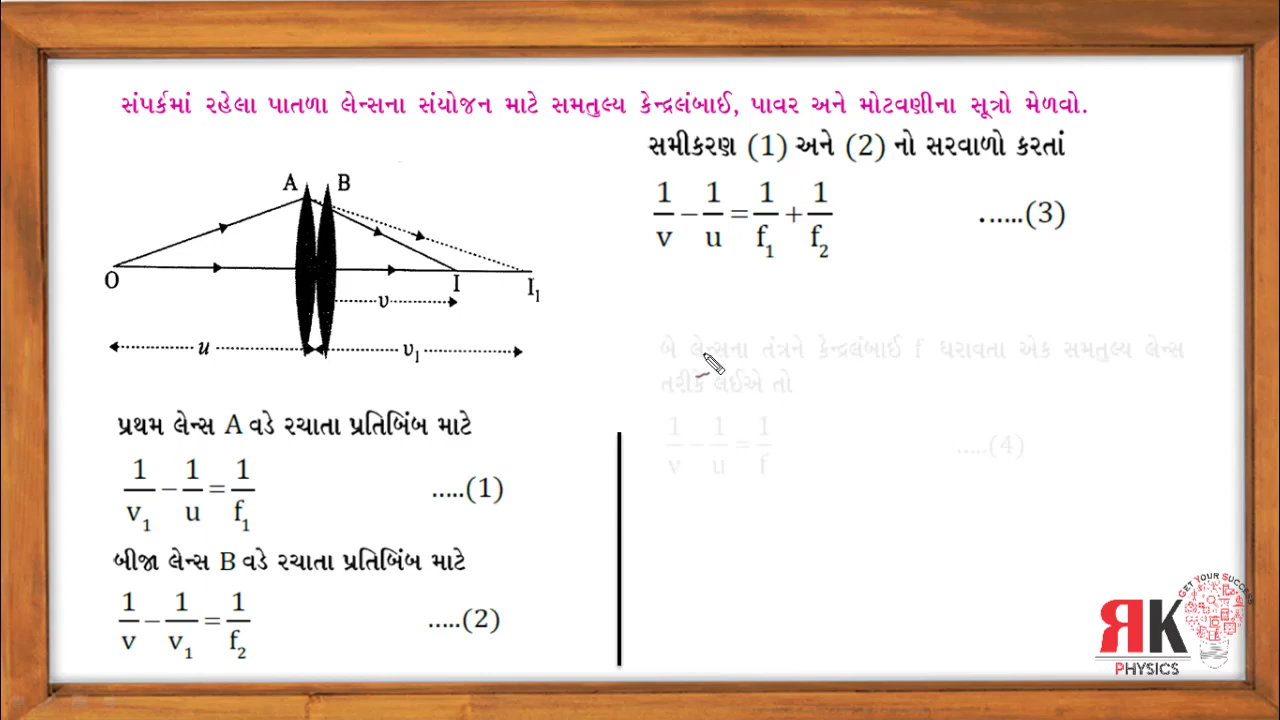 સંપર્કમાં રહેલા પાતળા લેન્સના સંયોજન માટે સમતુલ્ય કેન્દ્રલંબાઈ, પાવર અને મોટવણીના સૂત્રો મેળવો.
A B
O I I₁
υ
u υ₁
પ્રથમ લેન્સ A વડે રચાતા પ્રતિબિંબ માટે
1/v₁ − 1/u = 1/f₁ .....(1)
બીજા લેન્સ B વડે રચાતા પ્રતિબિંબ માટે
1/v − 1/v₁ = 1/f₂ .....(2)
સમીકરણ (1) અને (2) નો સરવાળો કરતાં
1/v − 1/u = 1/f₁ + 1/f₂ ......(3)
બે લેન્સના તંત્રને કેન્દ્રલંબાઈ f ધરાવતા એક સમતુલ્ય લેન્સ
તરીકે લઈએ તો
1/v − 1/u = 1/f .....(4)
GET YOUR SUCCESS
RK
PHYSICS